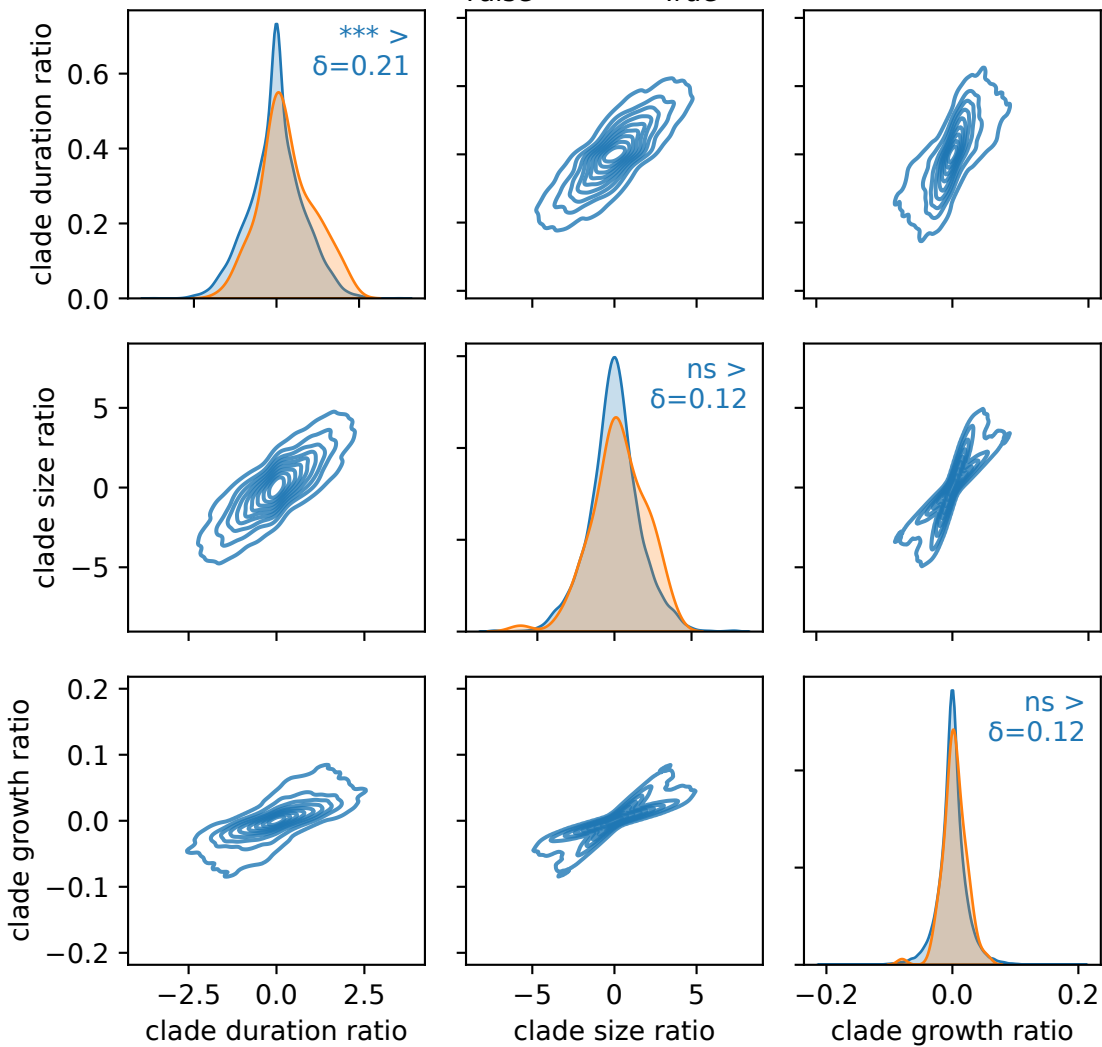 clade duration ratio
0.6
0.4
0.2
0.0
*** >
δ=0.21
clade size ratio
5
0
−5
ns >
δ=0.12
clade growth ratio
0.2
0.1
0.0
−0.1
−0.2
ns >
δ=0.12
−2.5 0.0 2.5
clade duration ratio
−5 0 5
clade size ratio
−0.2 0.0 0.2
clade growth ratio